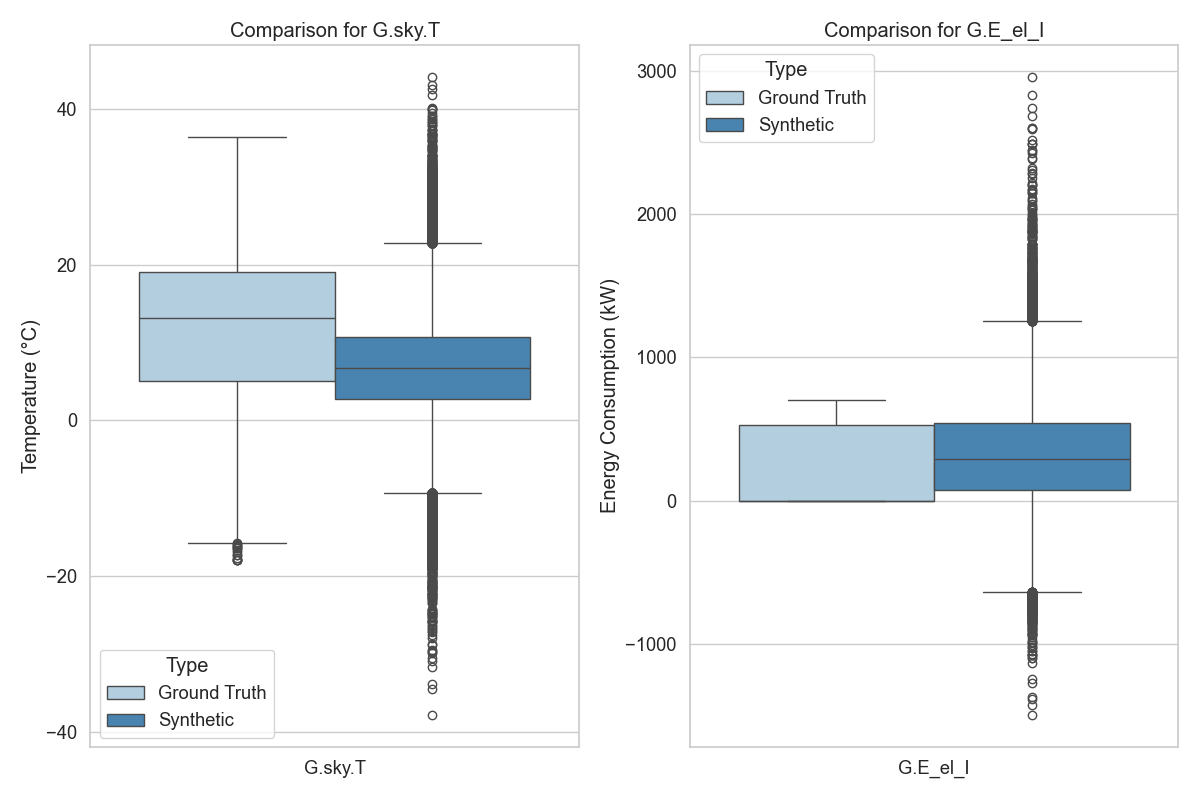 Comparison for G.sky.T
Temperature (°C)
40
20
0
−20
−40
Type
Ground Truth
Synthetic
G.sky.T
Comparison for G.E_el_I
Energy Consumption (kW)
3000
2000
1000
0
−1000
Type
Ground Truth
Synthetic
G.E_el_I